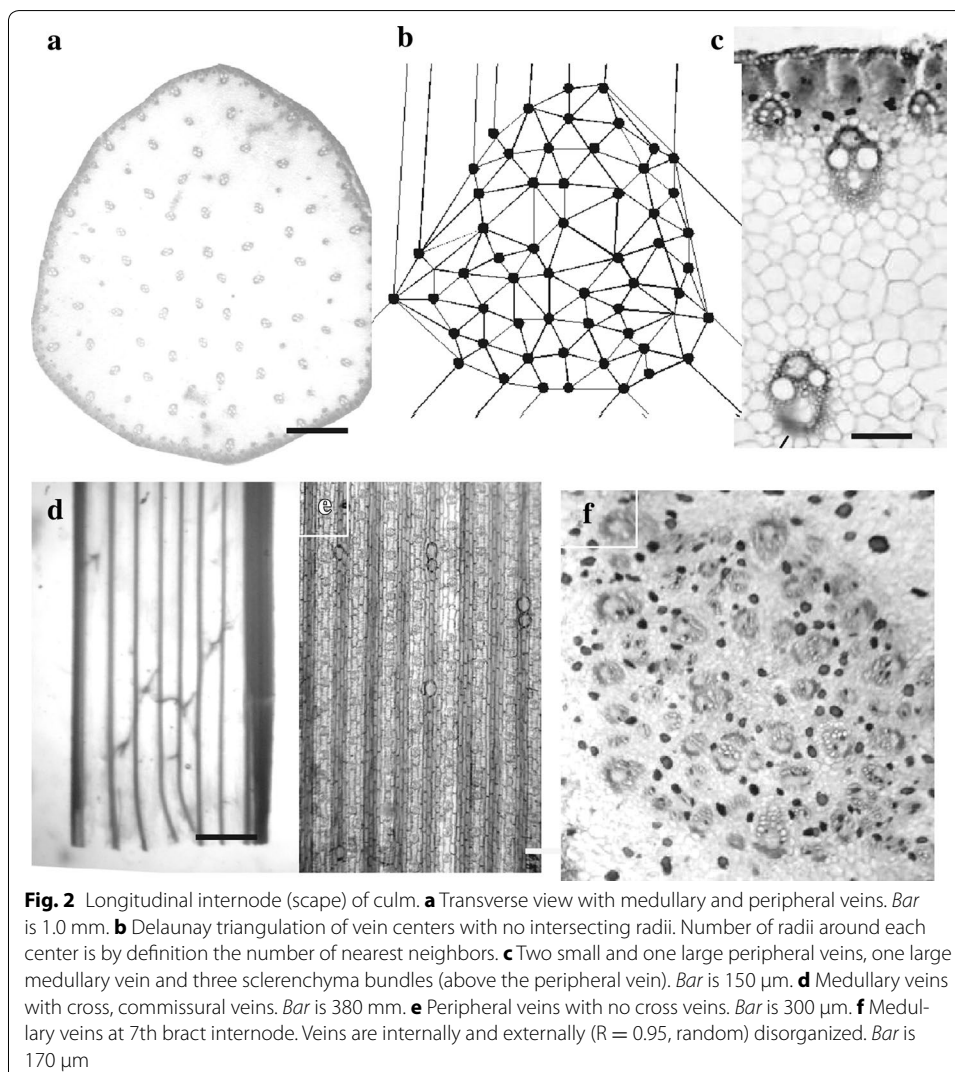 a
b
c
d
e
f
Fig. 2 Longitudinal internode (scape) of culm. a Transverse view with medullary and peripheral veins. Bar
is 1.0 mm. b Delaunay triangulation of vein centers with no intersecting radii. Number of radii around each
center is by definition the number of nearest neighbors. c Two small and one large peripheral veins, one large
medullary vein and three sclerenchyma bundles (above the peripheral vein). Bar is 150 μm. d Medullary veins
with cross, commissural veins. Bar is 380 mm. e Peripheral veins with no cross veins. Bar is 300 μm. f Medul-
lary veins at 7th bract internode. Veins are internally and externally (R = 0.95, random) disorganized. Bar is
170 μm